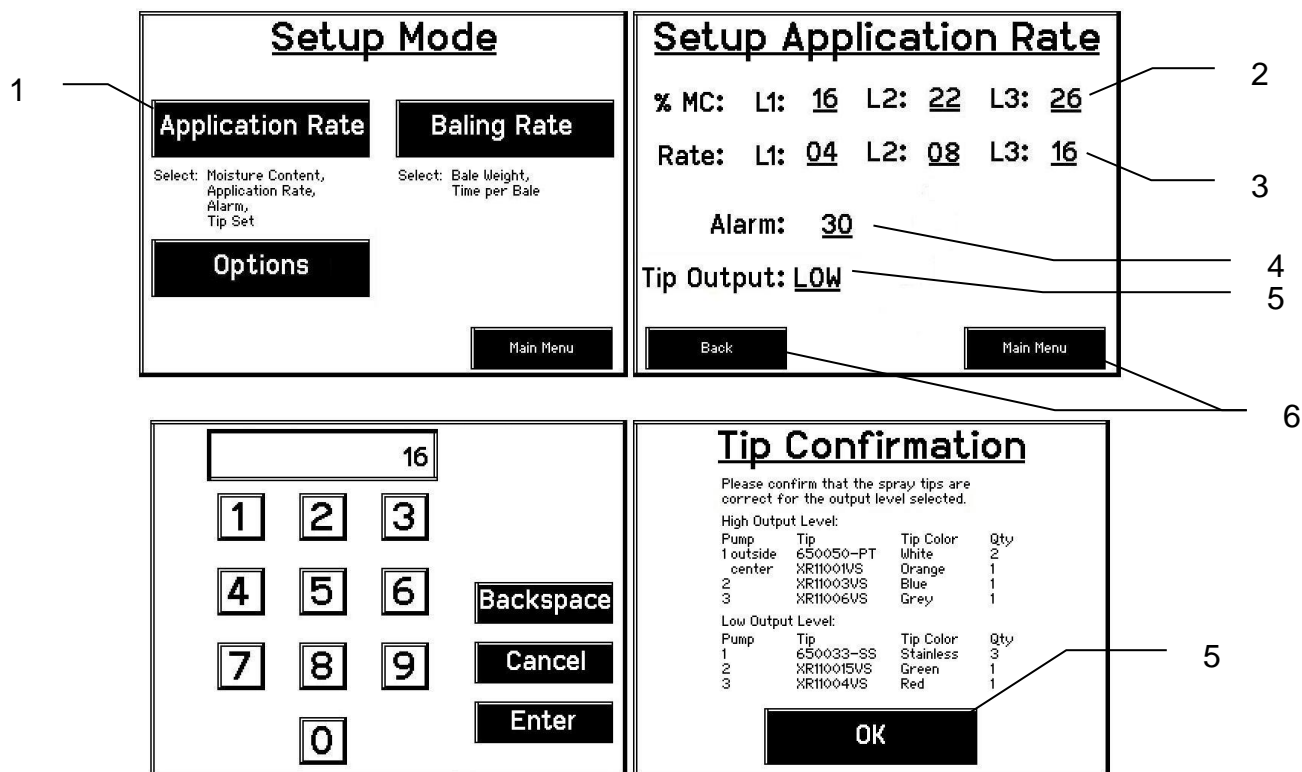 Setup Mode
1
Application Rate
Baling Rate
Select: Moisture Content,
Application Rate,
Alarm,
Tip Set
Select: Bale Weight,
Time per Bale
Options
Main Menu
Setup Application Rate
% MC: L1: 16 L2: 22 L3: 26
2
Rate: L1: 04 L2: 08 L3: 16
3
Alarm: 30
4
Tip Output: LOW
5
Back
Main Menu
6
16
1 2 3
4 5 6
Backspace
7 8 9
Cancel
Enter
0
Tip Confirmation
Please confirm that the spray tips are
correct for the output level selected.
High Output Level:
Pump Tip Tip Color Qty
1 outside 650050-PT White 2
center XR11001VS Orange 1
2 XR11003VS Blue 1
3 XR11006VS Grey 1
Low Output Level:
Pump Tip Tip Color Qty
1 650033-SS Stainless 3
2 XR110015VS Green 1
3 XR11004VS Red 1
5
OK